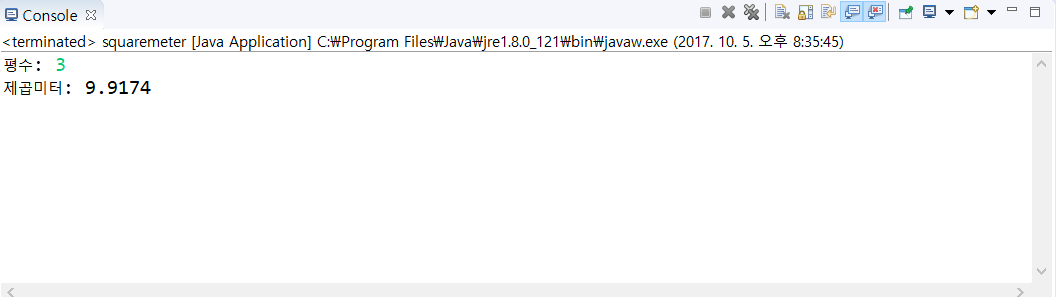 Console
<terminated> squaremeter [Java Application] C:₩Program Files₩Java₩jre1.8.0_121₩bin₩javaw.exe (2017. 10. 5. 오후 8:35:45)
평수: 3
제곱미터: 9.9174